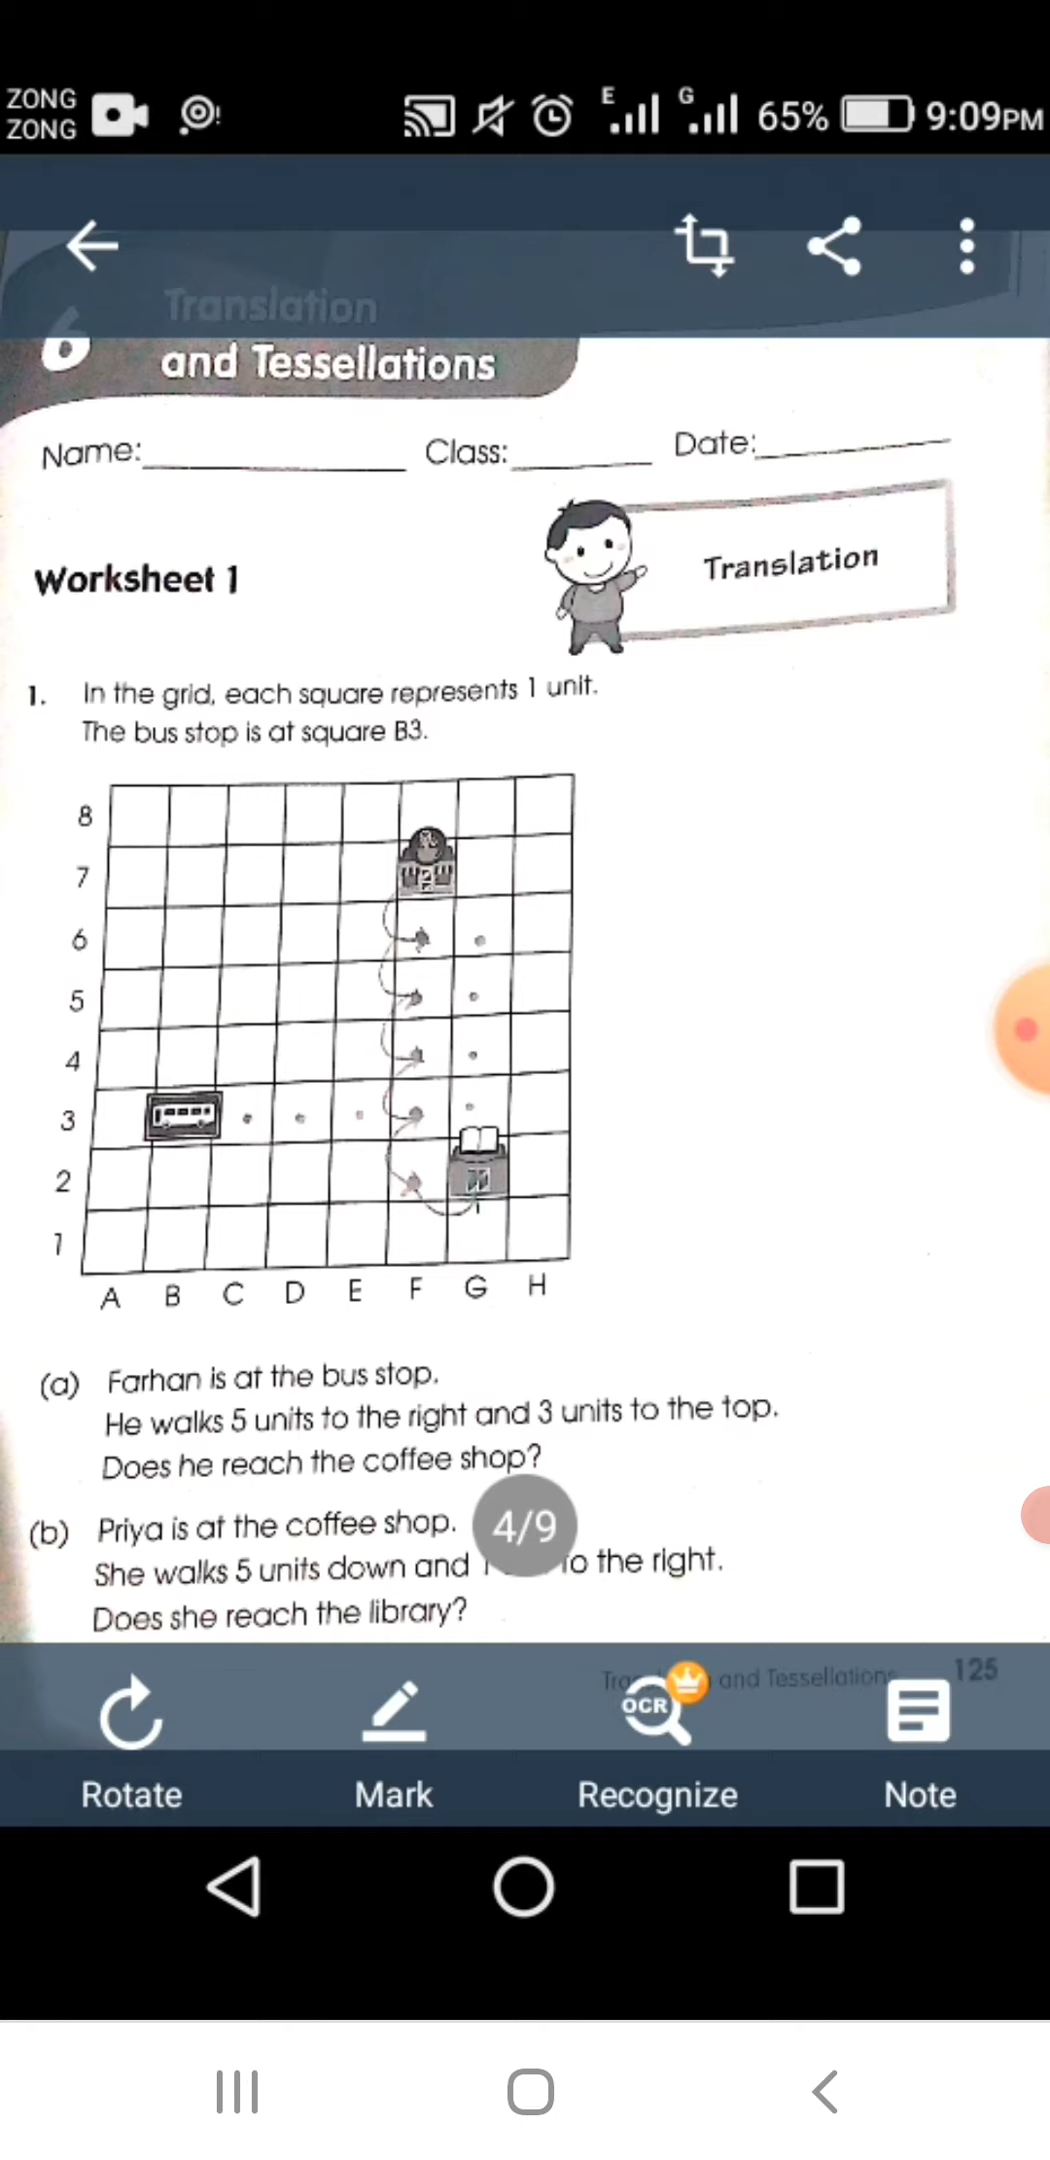 ZONG
ZONG
E
G
65%
9:09PM
Translation
6
and Tessellations
Name:
Class:
Date:
Worksheet 1
Translation
1. In the grid, each square represents 1 unit.
The bus stop is at square B3.
8
7
6
5
4
3
2
1
A B C D E F G H
(a) Farhan is at the bus stop.
He walks 5 units to the right and 3 units to the top.
Does he reach the coffee shop?
(b) Priya is at the coffee shop.
4/9
She walks 5 units down and to the right.
Does she reach the library?
and Tessellations 125
OCR
Rotate
Mark
Recognize
Note